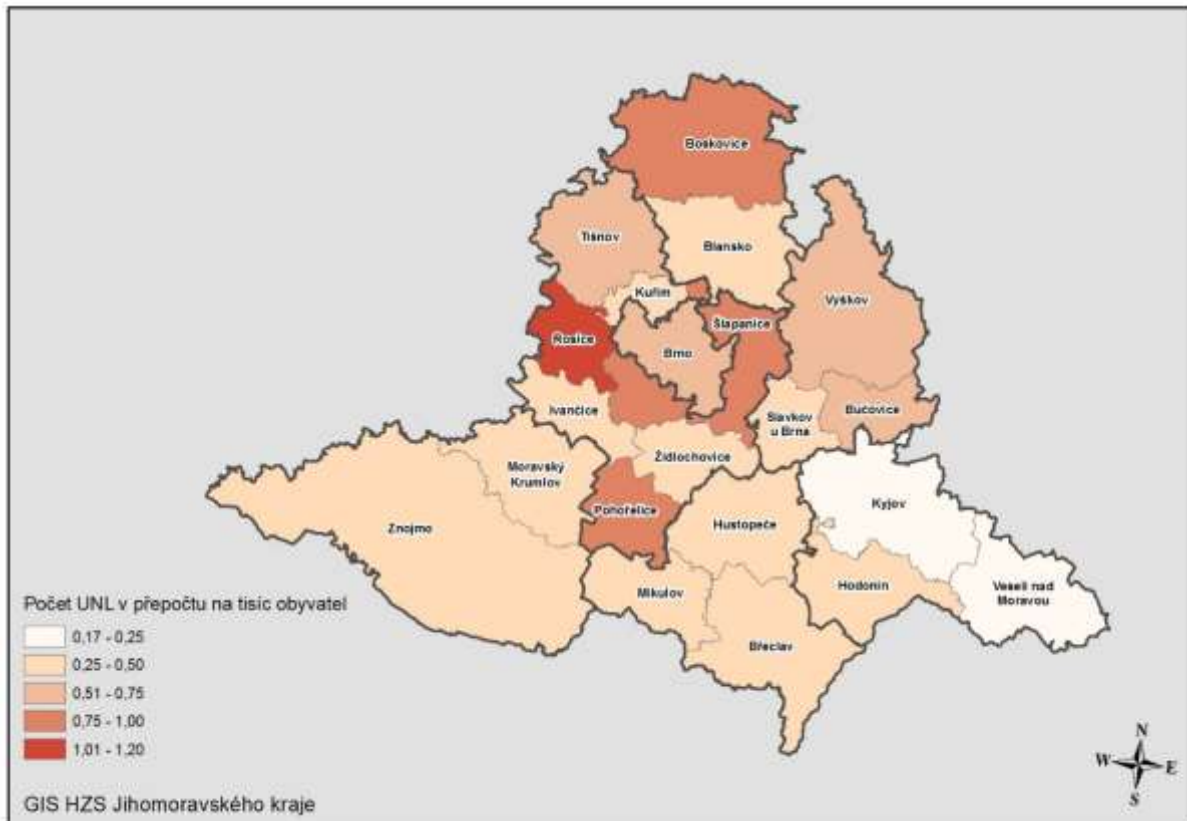 Boskovice
Tišnov
Blansko
Kuřim
Vyškov
Šlapanice
Rosice
Brno
Ivančice
Slavkov
u Brna
Bučovice
Židlochovice
Moravský
Krumlov
Pohořelice
Kyjov
Hustopeče
Znojmo
Hodonín
Veselí nad
Moravou
Mikulov
Břeclav
Počet UNL v přepočtu na tisíc obyvatel
0,17 - 0,25
0,25 - 0,50
0,51 - 0,75
0,75 - 1,00
1,01 - 1,20
N
W
E
S
GIS HZS Jihomoravského kraje